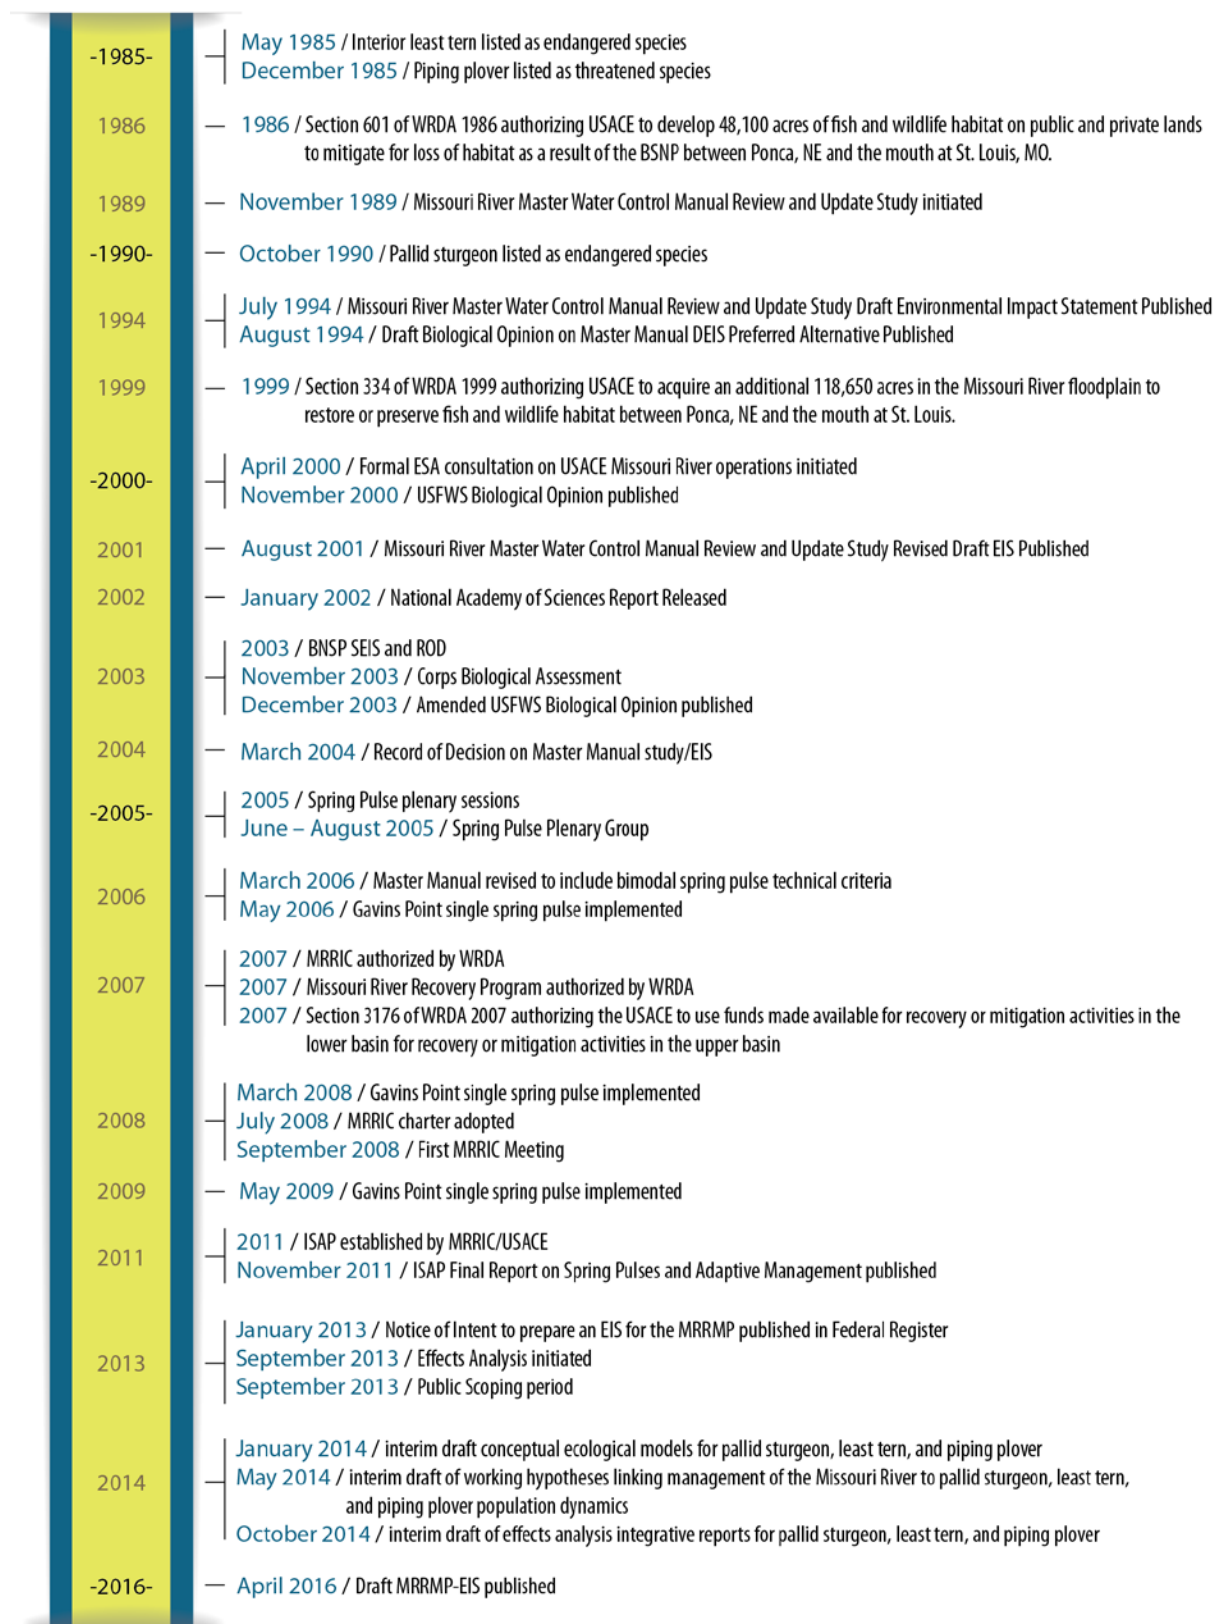 -1985-
May 1985 / Interior least tern listed as endangered species
December 1985 / Piping plover listed as threatened species
1986
1986 / Section 601 of WRDA 1986 authorizing USACE to develop 48,100 acres of fish and wildlife habitat on public and private lands
to mitigate for loss of habitat as a result of the BSNP between Ponca, NE and the mouth at St. Louis, MO.
1989
November 1989 / Missouri River Master Water Control Manual Review and Update Study initiated
-1990-
October 1990 / Pallid sturgeon listed as endangered species
1994
July 1994 / Missouri River Master Water Control Manual Review and Update Study Draft Environmental Impact Statement Published
August 1994 / Draft Biological Opinion on Master Manual DEIS Preferred Alternative Published
1999
1999 / Section 334 of WRDA 1999 authorizing USACE to acquire an additional 118,650 acres in the Missouri River floodplain to
restore or preserve fish and wildlife habitat between Ponca, NE and the mouth at St. Louis.
-2000-
April 2000 / Formal ESA consultation on USACE Missouri River operations initiated
November 2000 / USFWS Biological Opinion published
2001
August 2001 / Missouri River Master Water Control Manual Review and Update Study Revised Draft EIS Published
2002
January 2002 / National Academy of Sciences Report Released
2003
2003 / BNSP SEIS and ROD
November 2003 / Corps Biological Assessment
December 2003 / Amended USFWS Biological Opinion published
2004
March 2004 / Record of Decision on Master Manual study/EIS
-2005-
2005 / Spring Pulse plenary sessions
June – August 2005 / Spring Pulse Plenary Group
2006
March 2006 / Master Manual revised to include bimodal spring pulse technical criteria
May 2006 / Gavins Point single spring pulse implemented
2007
2007 / MRRIC authorized by WRDA
2007 / Missouri River Recovery Program authorized by WRDA
2007 / Section 3176 of WRDA 2007 authorizing the USACE to use funds made available for recovery or mitigation activities in the
lower basin for recovery or mitigation activities in the upper basin
2008
March 2008 / Gavins Point single spring pulse implemented
July 2008 / MRRIC charter adopted
September 2008 / First MRRIC Meeting
2009
May 2009 / Gavins Point single spring pulse implemented
2011
2011 / ISAP established by MRRIC/USACE
November 2011 / ISAP Final Report on Spring Pulses and Adaptive Management published
2013
January 2013 / Notice of Intent to prepare an EIS for the MRRMP published in Federal Register
September 2013 / Effects Analysis initiated
September 2013 / Public Scoping period
2014
January 2014 / interim draft conceptual ecological models for pallid sturgeon, least tern, and piping plover
May 2014 / interim draft of working hypotheses linking management of the Missouri River to pallid sturgeon, least tern,
and piping plover population dynamics
October 2014 / interim draft of effects analysis integrative reports for pallid sturgeon, least tern, and piping plover
-2016-
April 2016 / Draft MRRMP-EIS published